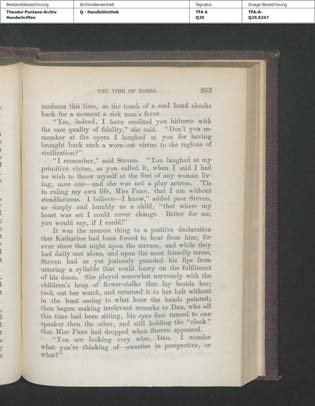 Bestandsbezeichnung
Archivalieneinheit
Signatur
Image-Bezeichnung
Theodor-Fontane-Archiv
Handschriften
Q - Handbibliothek
TFA A
Q29
TFA-A-
Q29,0267
THE TIME OF ROSES. 263
madness this time, as the touch of a cool hand checks
back for a moment a sick man's fever.
"Yes, indeed, I have credited you hitherto with
the rare quality of fidelity," she said. "Don't you re-
member at the opera I laughed at you for having
brought back such a worn-out virtue to the regions of
civilization?"
"I remember," said Steven. "You laughed at my
primitive virtue, as you called it, when I said I had
no wish to throw myself at the feet of any woman liv-
ing, save one—and she was not a play actress. 'Tis
in ruling my own life, Miss Fane, that I am without
steadfastness. I believe—I know," added poor Steven,
as simply and humbly as a child, "that where my
heart was set I could never change. Better for me,
you would say, if I could!"
It was the nearest thing to a positive declaration
that Katharine had been forced to hear from him; for
ever since that night upon the terrace, and while they
had daily met alone, and upon the most friendly terms,
Steven had as yet jealously guarded his lips from
uttering a syllable that could hurry on the fulfilment
of his doom. She played somewhat nervously with the
children's heap of flower-stalks that lay beside her;
took out her watch, and returned it to her belt without
in the least seeing to what hour the hands pointed;
then began making irrelevant remarks to Dan, who all
this time had been sitting, his eyes first turned to one
speaker then the other, and still holding the "clock"
that Miss Fane had dropped when Steven appeared.
"You are looking very wise, Dan. I wonder
what you're thinking of—sweeties in perspective, or
what?"